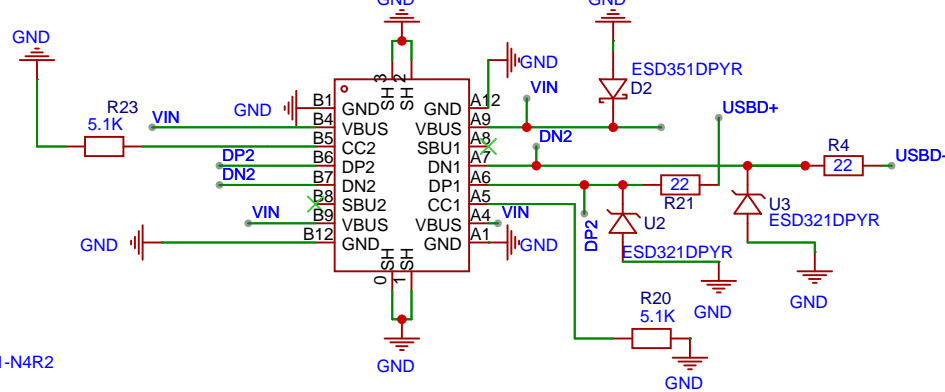 GND
GND
GND
R23
5.1K
VIN
GND
B1
B4
B5
B6
B7
B8
B9
B12
DP2
DN2
VIN
GND
SH 3
SH 2
GND
VBUS
CC2
DP2
DN2
SBU2
VBUS
GND
GND
VBUS
SBU1
DN1
DP1
CC1
VBUS
GND
SH 0
SH 1
A12
A9
A8
A7
A6
A5
A4
A1
GND
VIN
DN2
ESD351DPYR
D2
USBD+
R4
22
USBD-
22
R21
U3
ESD321DPYR
U2
ESD321DPYR
DP2
VIN
GND
GND
GND
R20
5.1K
GND
GND
-N4R2